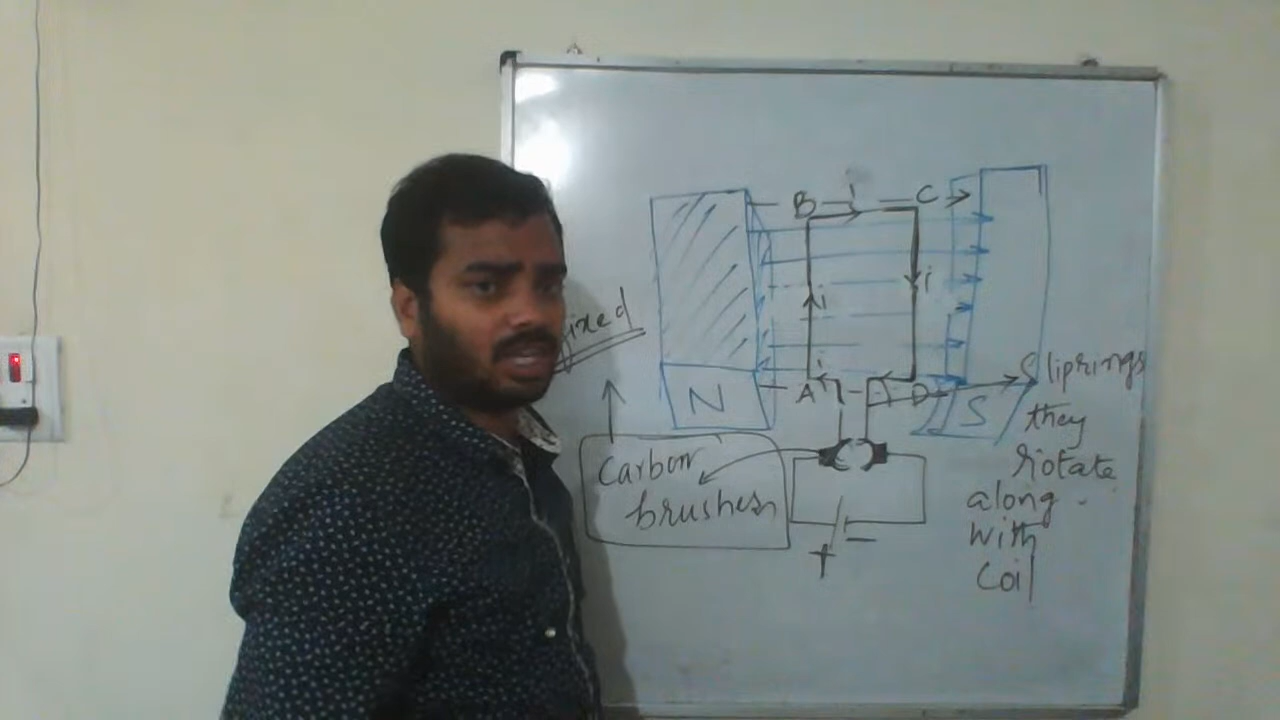 B i C
i
i
fixed
Sliprings
A i D
N
S
they
rotate
Carbon
brushes
along
with
coil
+ −